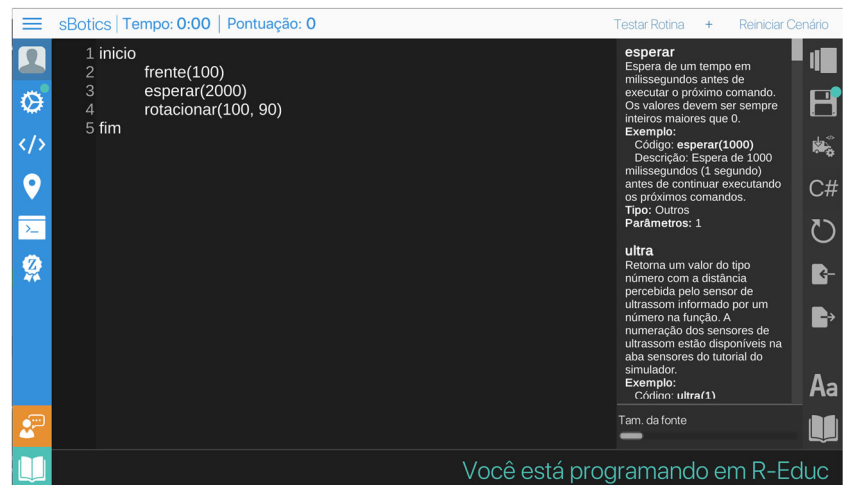 sBotics | Tempo: 0:00 | Pontuação: 0
Testar Rotina + Reiniciar Cenário
1 inicio
2 frente(100)
3 esperar(2000)
4 rotacionar(100, 90)
5 fim
esperar
Espera de um tempo em
milissegundos antes de
executar o próximo comando.
Os valores devem ser sempre
inteiros maiores que 0.
Exemplo:
Código: esperar(1000)
Descrição: Espera de 1000
milissegundos (1 segundo)
antes de continuar executando
os próximos comandos.
Tipo: Outros
Parâmetros: 1
ultra
Retorna um valor do tipo
número com a distância
percebida pelo sensor de
ultrassom informado por um
número na função. A
numeração dos sensores de
ultrassom estão disponíveis na
aba sensores do tutorial do
simulador.
Exemplo:
Código: ultra(1)
Tam. da fonte
C#
Aa
Você está programando em R-Educ